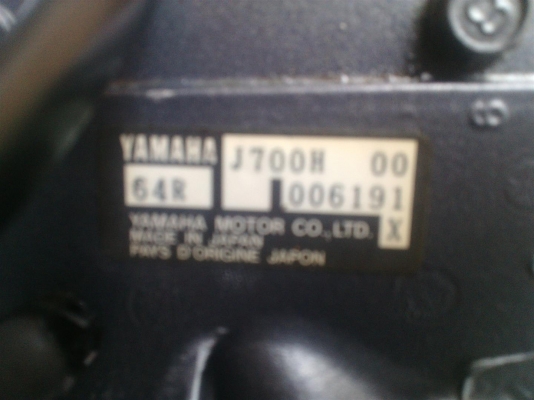 YAMAHA J700H 00
64R 006191
YAMAHA MOTOR CO.,LTD. X
MADE IN JAPAN
PAYS D'ORIGINE JAPON